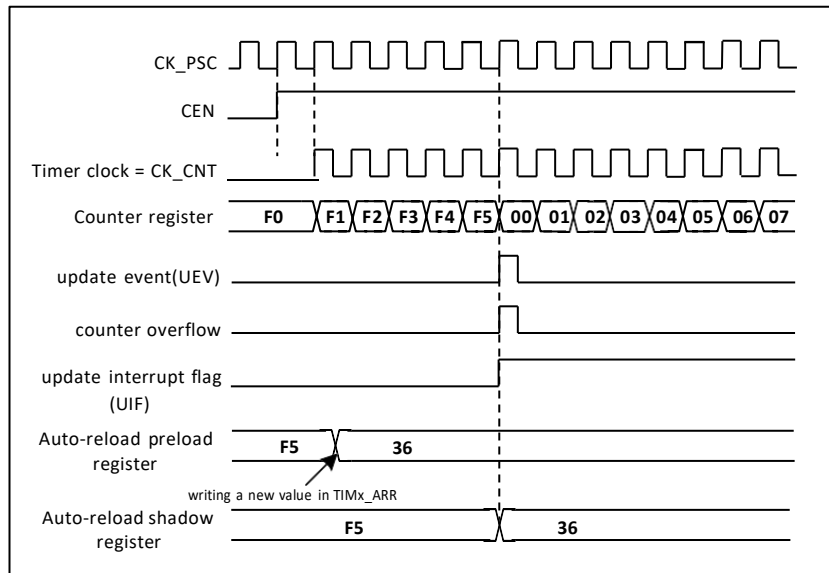 CK_PSC
CEN
Timer clock = CK_CNT
Counter register F0 F1 F2 F3 F4 F5 00 01 02 03 04 05 06 07
update event(UEV)
counter overflow
update interrupt flag
(UIF)
Auto-reload preload
register
F5 36
writing a new value in TIMx_ARR
Auto-reload shadow
register
F5 36